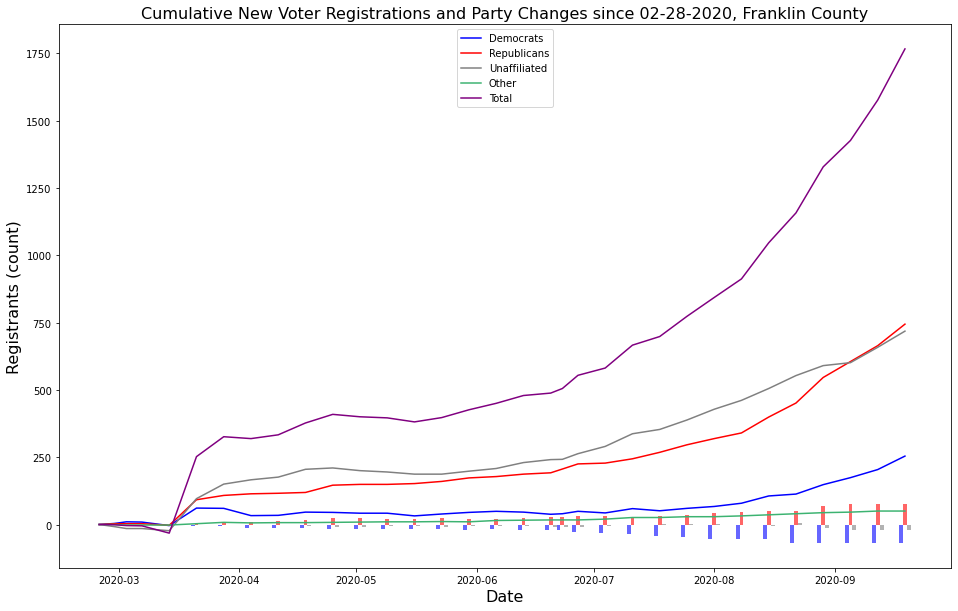 Cumulative New Voter Registrations and Party Changes since 02-28-2020, Franklin County
Democrats
Republicans
Unaffiliated
Other
Total
Registrants (count)
1750
1500
1250
1000
750
500
250
0
2020-03 2020-04 2020-05 2020-06 2020-07 2020-08 2020-09
Date